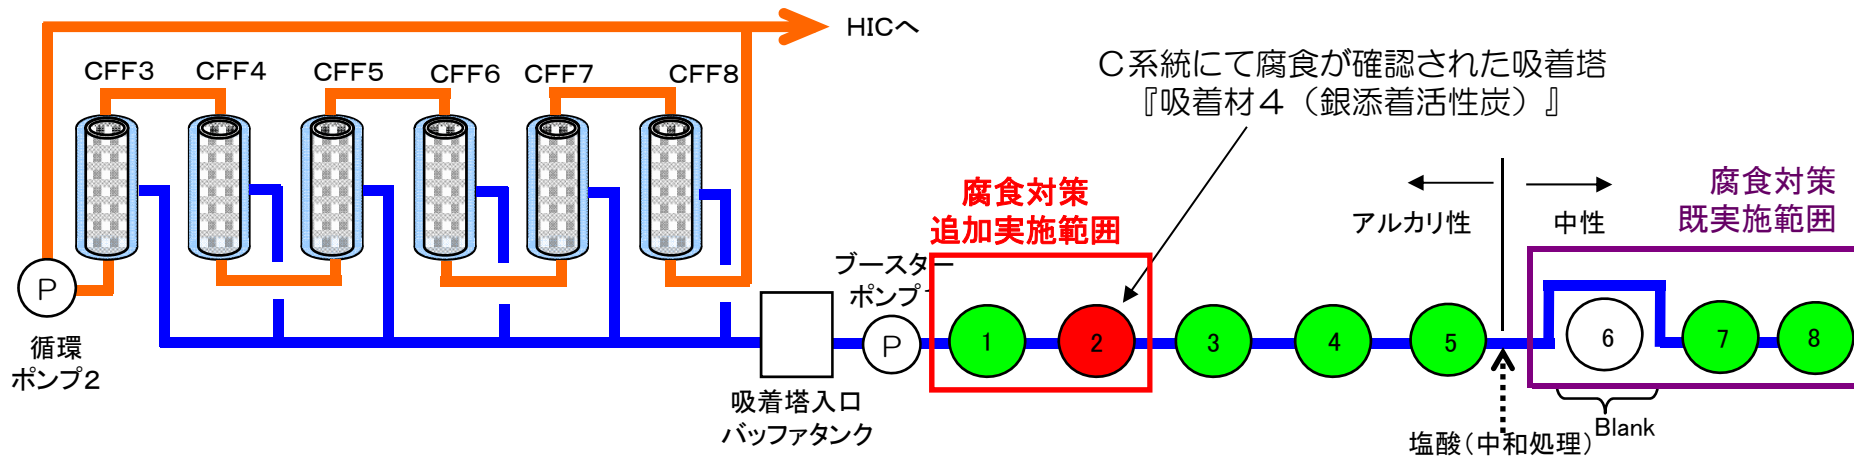 HICへ
CFF3
CFF4
CFF5
CFF6
CFF7
CFF8
C系統にて腐食が確認された吸着塔
『吸着材4(銀添着活性炭)』
腐食対策
追加実施範囲
アルカリ性
中性
腐食対策
既実施範囲
P
循環
ポンプ2
吸着塔入口
バッファタンク
ブースター
ポンプ
P
1
2
3
4
5
6
7
8
塩酸(中和処理)
Blank